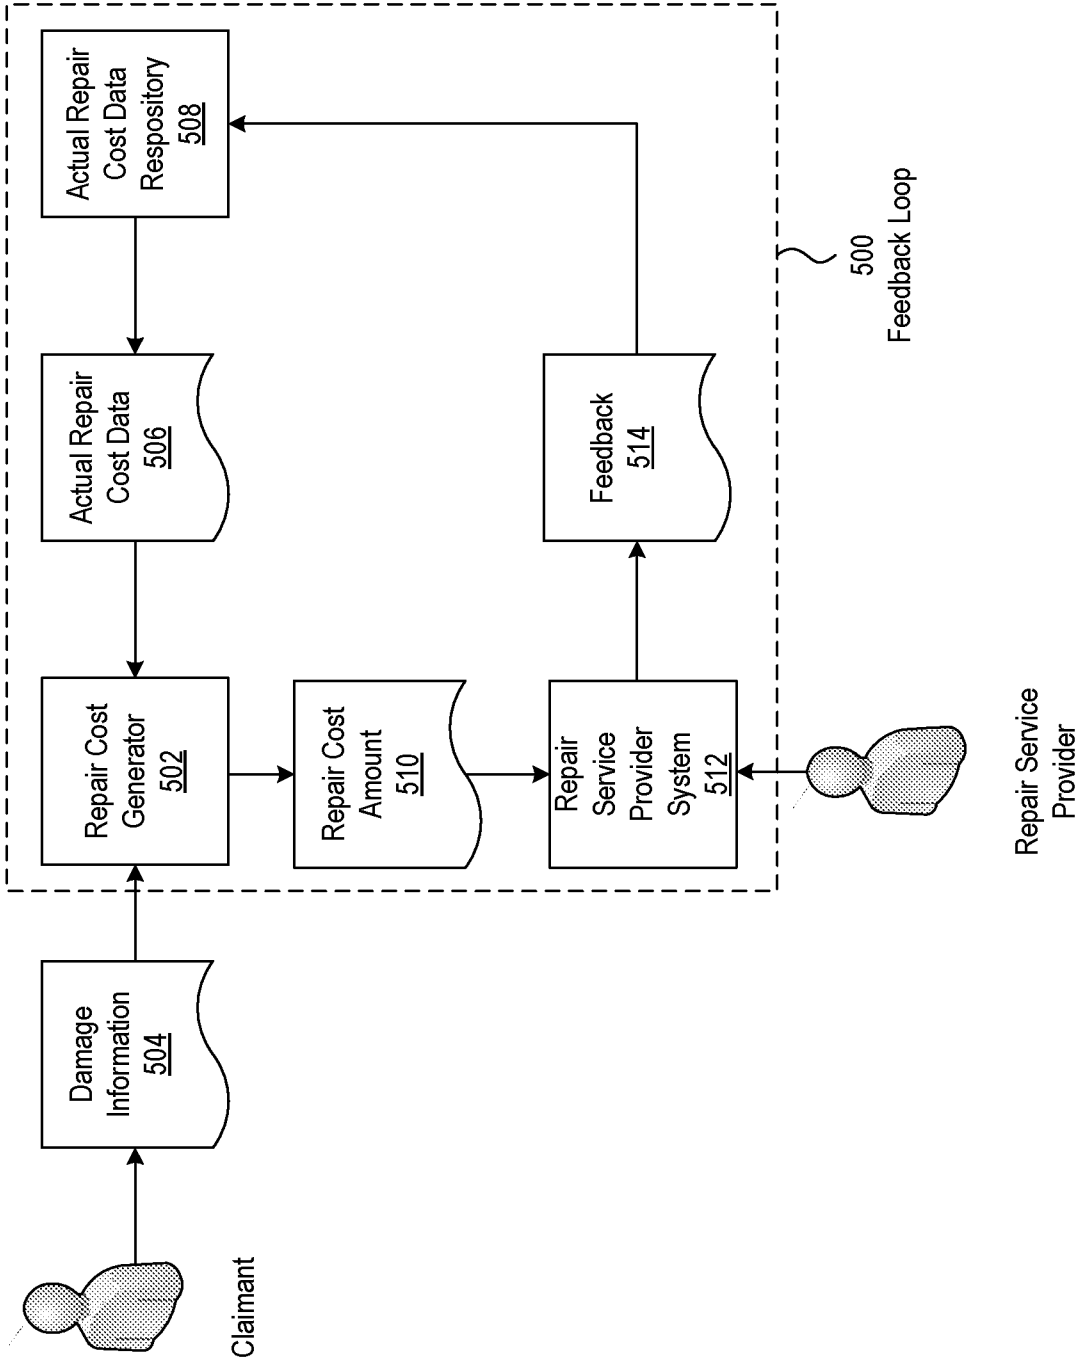 Claimant
Damage
Information
504
Repair Cost
Generator
502
Actual Repair
Cost Data
506
Actual Repair
Cost Data
Respository
508
Repair Cost
Amount
510
Repair
Service
Provider
System
512
Feedback
514
500
Feedback Loop
Repair Service
Provider